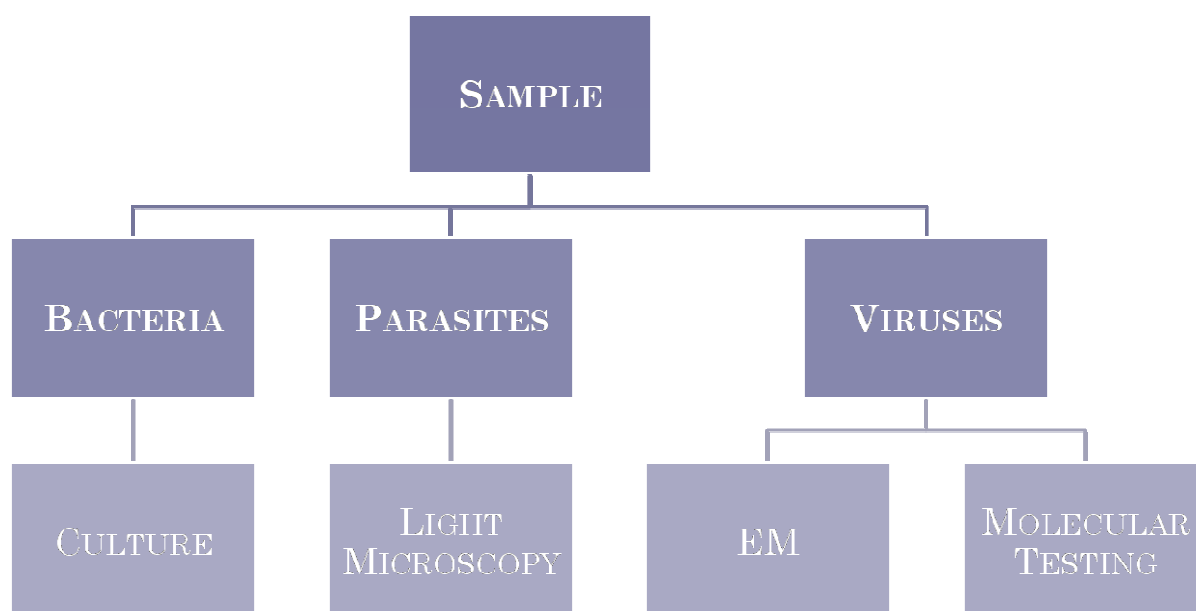 SAMPLE
BACTERIA
PARASITES
VIRUSES
CULTURE
LIGHT
MICROSCOPY
EM
MOLECULAR
TESTING